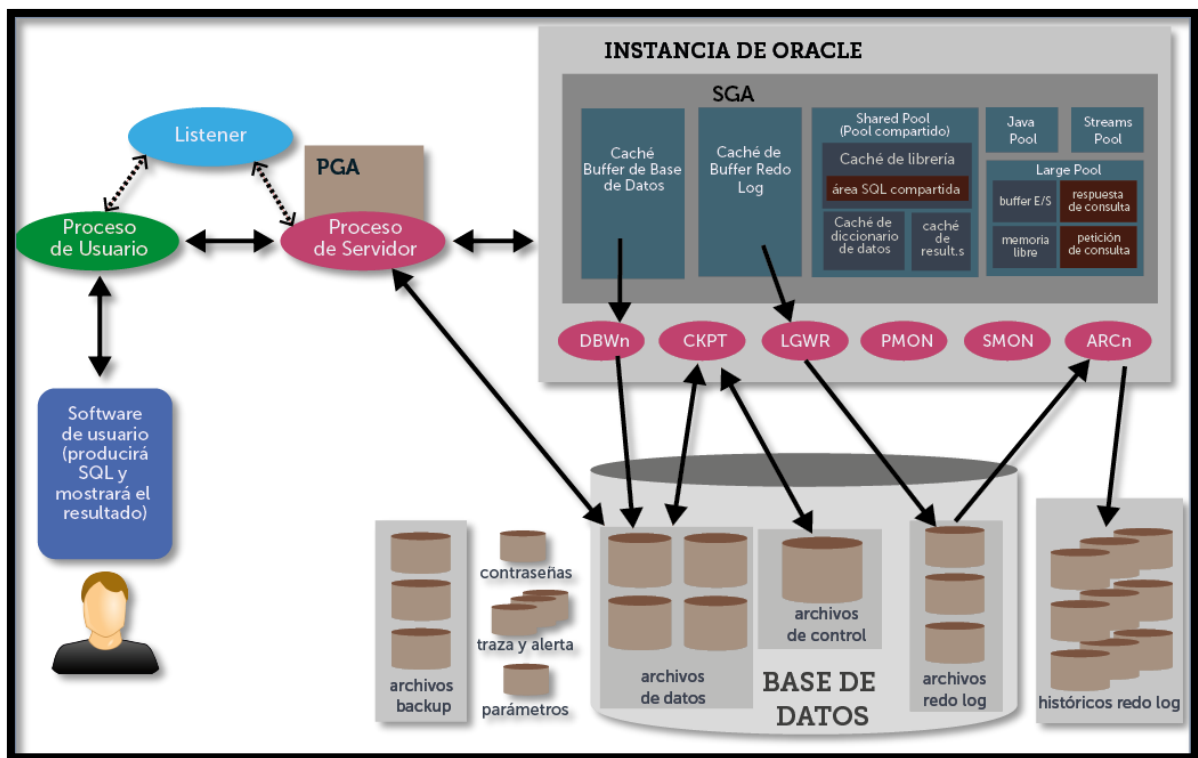 INSTANCIA DE ORACLE
SGA
Caché
Buffer de Base
de Datos
Caché de
Buffer Redo
Log
Shared Pool
(Pool compartido)
Caché de librería
área SQL compartida
Caché de
diccionario
de datos
caché
de
result.s
Java
Pool
Streams
Pool
Large Pool
buffer E/S
respuesta
de consulta
memoria
libre
petición
de consulta
Listener
PGA
Proceso
de Usuario
Proceso
de Servidor
DBWn
CKPT
LGWR
PMON
SMON
ARCn
Software
de usuario
(producirá
SQL y
mostrará el
resultado)
archivos
backup
contraseñas
traza y alerta
parámetros
archivos
de datos
archivos
de control
BASE DE
DATOS
archivos
redo log
históricos redo log